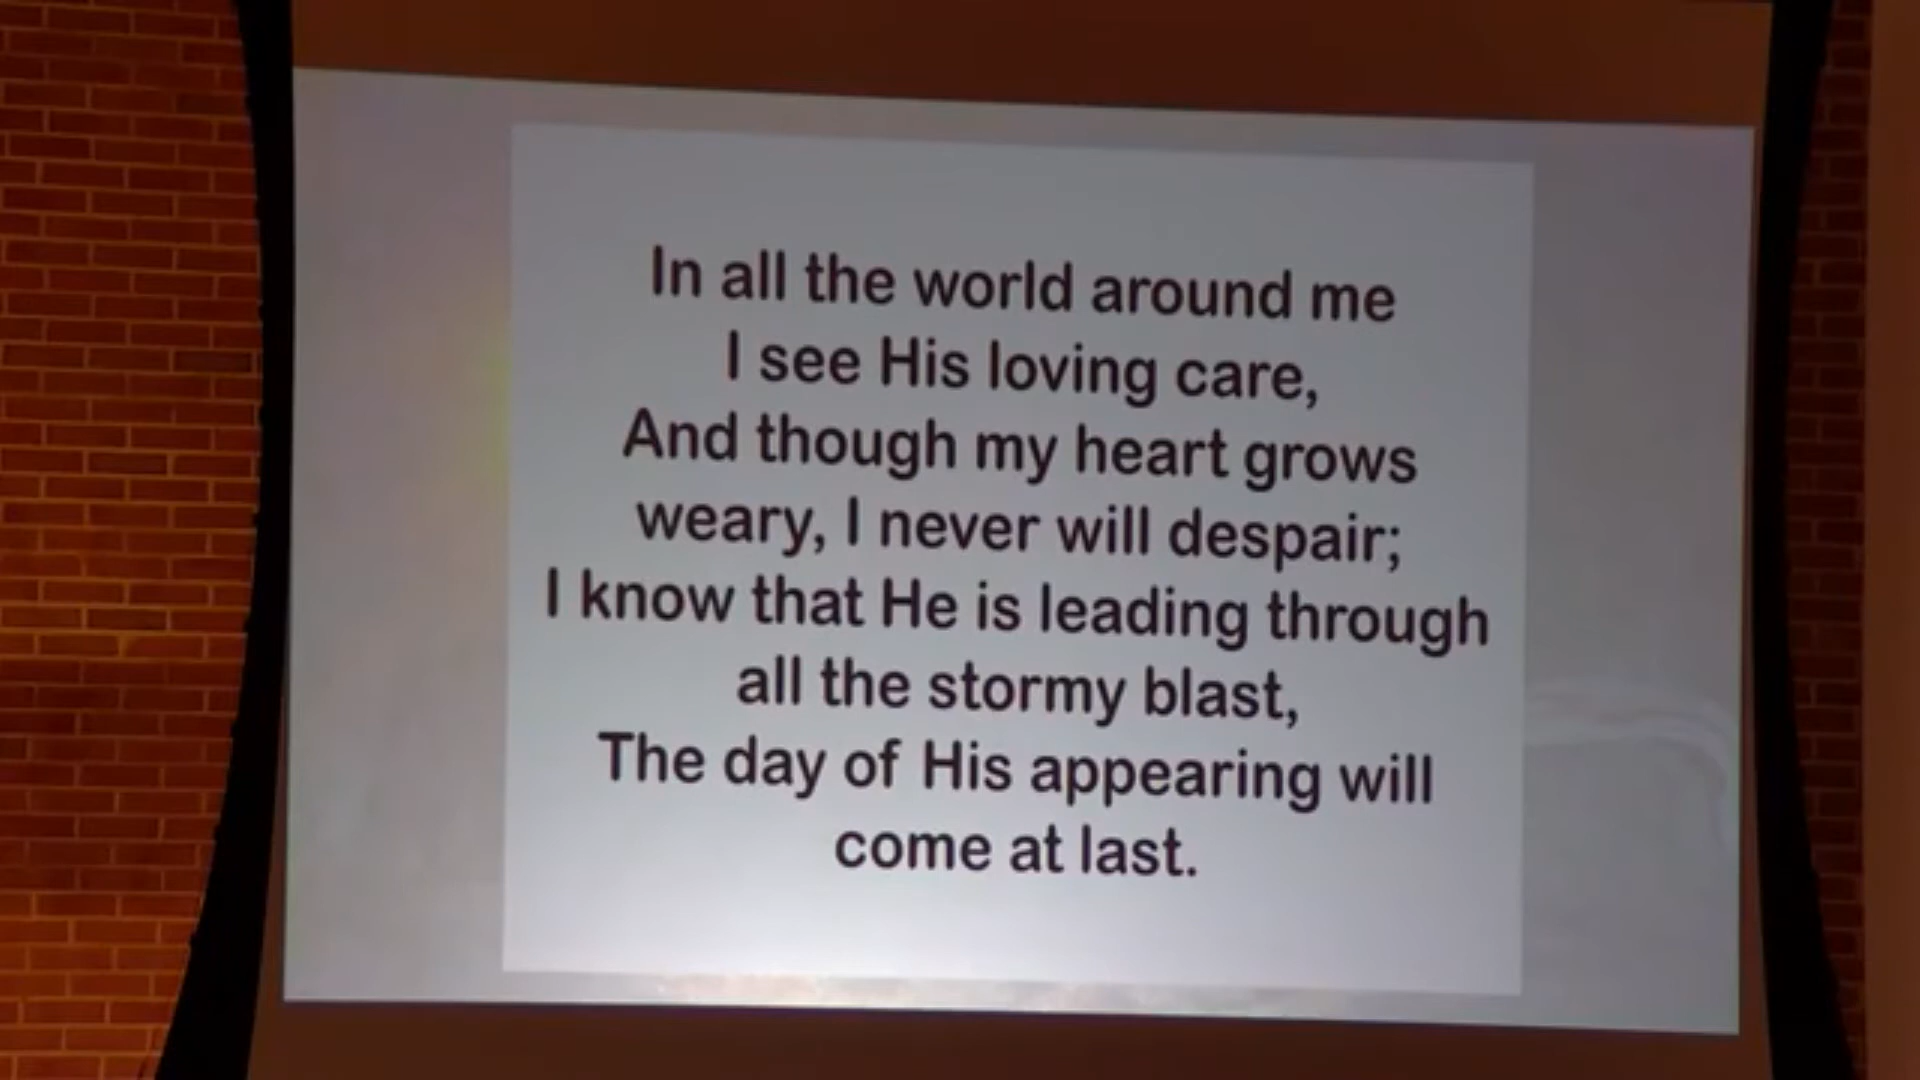 In all the world around me
I see His loving care,
And though my heart grows
weary, I never will despair;
I know that He is leading through
all the stormy blast,
The day of His appearing will
come at last.